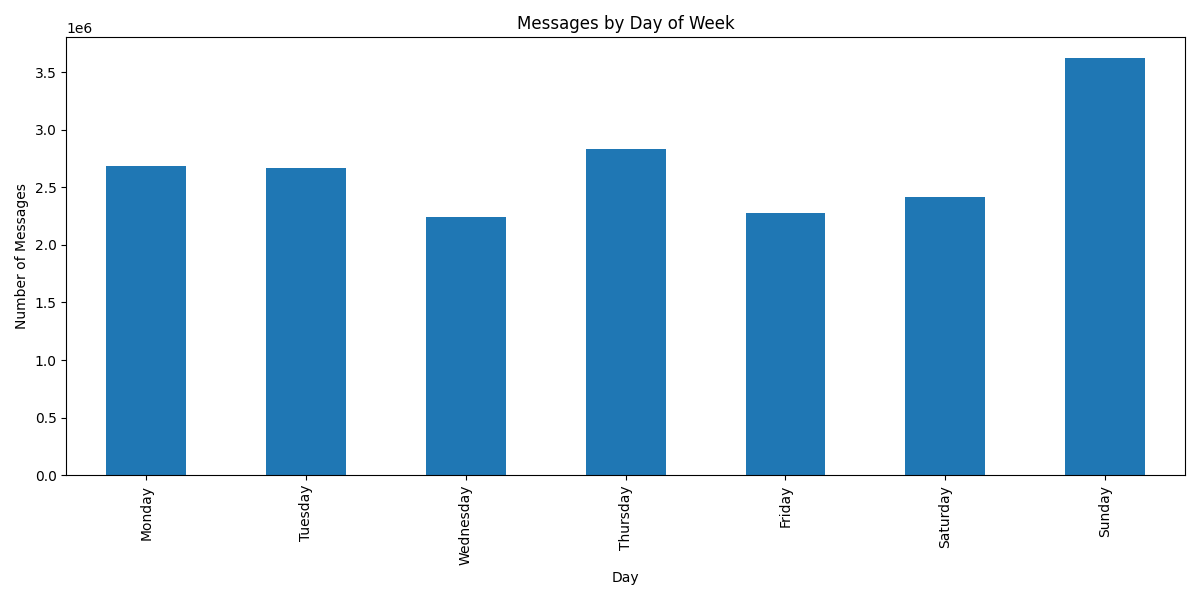 Messages by Day of Week
1e6
3.5
3.0
2.5
2.0
1.5
1.0
0.5
0.0
Number of Messages
Monday
Tuesday
Wednesday
Thursday
Friday
Saturday
Sunday
Day